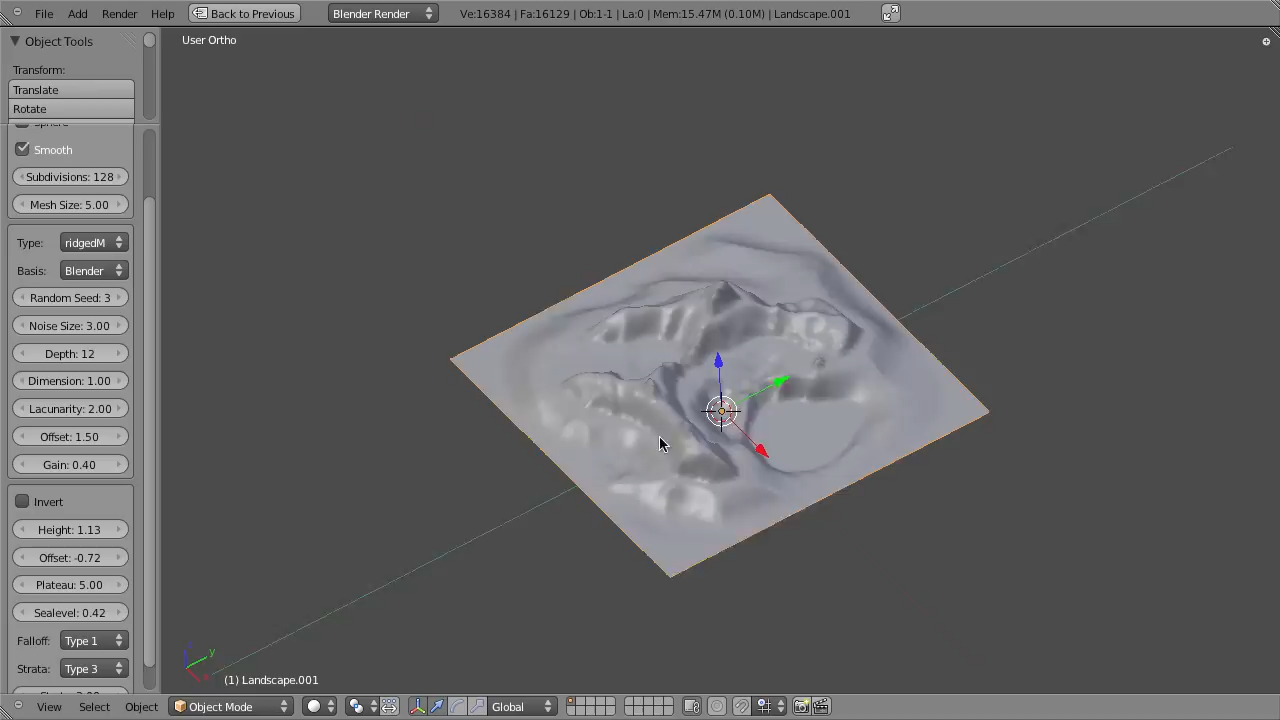 File Add Render Help Back to Previous Blender Render Ve:16384 | Fa:16129 | Ob:1-1 | La:0 | Mem:15.47M (0.10M) | Landscape.001
Object Tools
User Ortho
Transform:
Translate
Rotate
Sphere
Smooth
Subdivisions: 128
Mesh Size: 5.00
Type: ridgedM
Basis: Blender
Random Seed: 3
Noise Size: 3.00
Depth: 12
Dimension: 1.00
Lacunarity: 2.00
Offset: 1.50
Gain: 0.40
Invert
Height: 1.13
Offset: -0.72
Plateau: 5.00
Sealevel: 0.42
Falloff: Type 1
Strata: Type 3
y
(1) Landscape.001
View Select Object Object Mode Global